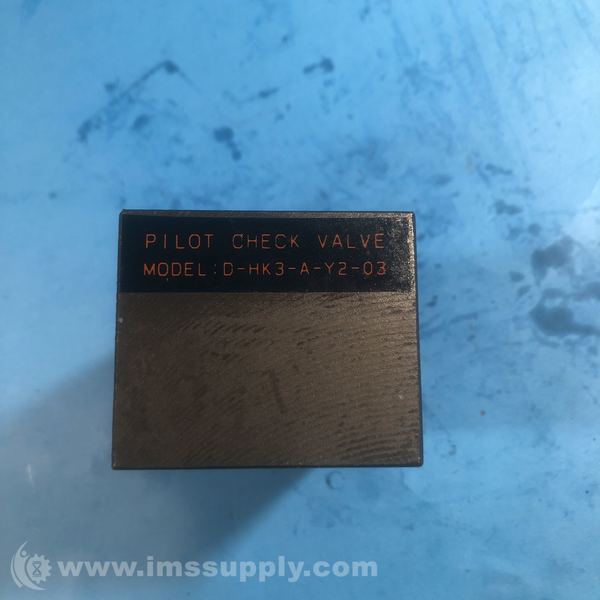 PILOT CHECK VALVE
MODEL:D-HK3-A-Y2-03
www.imssupply.com